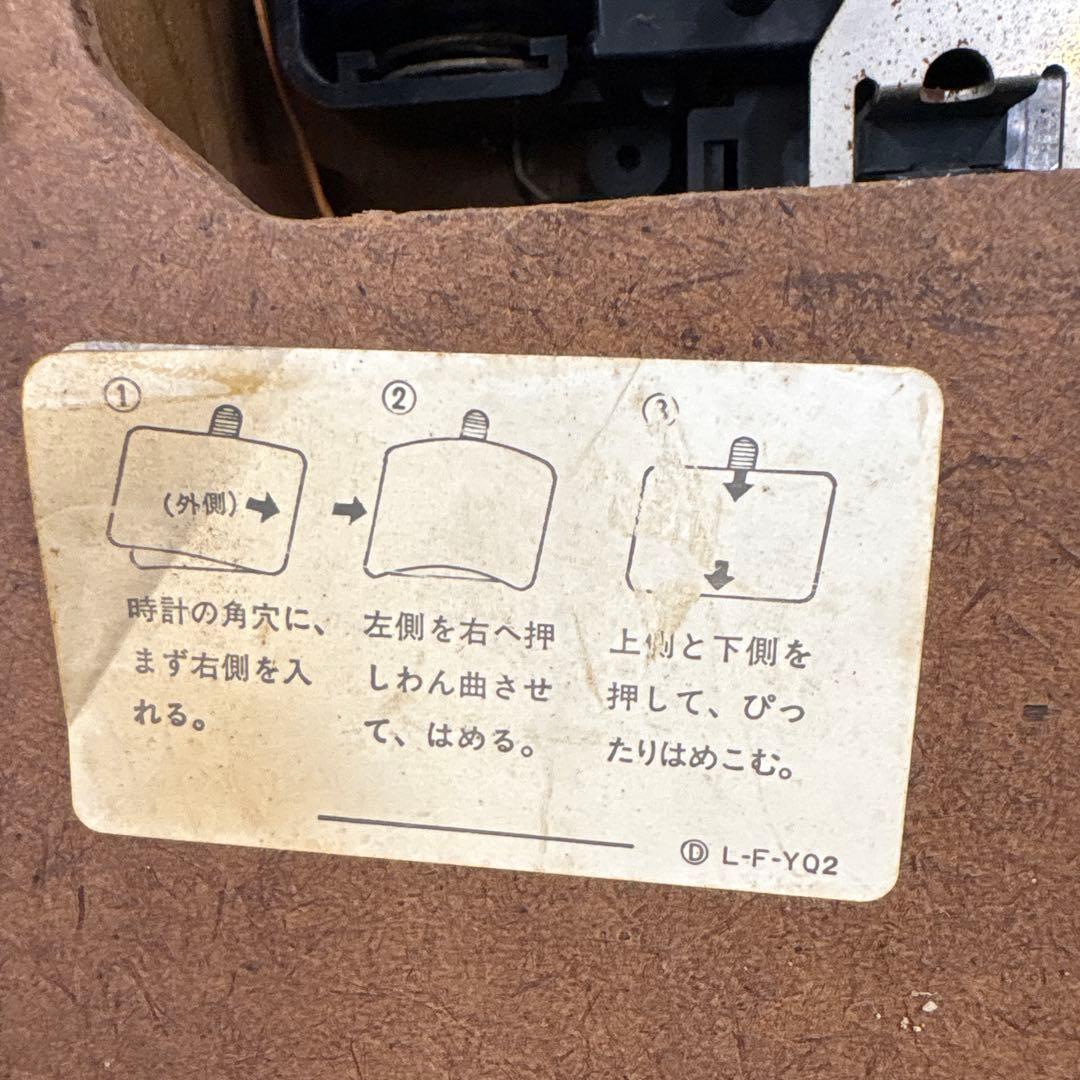 ①
(外側)
時計の角穴に、
まず右側を入
れる。
②
左側を右へ押
しわん曲させ
て、はめる。
③
上側と下側を
押して、ぴっ
たりはめこむ。
Ⓓ L-F-YQ2